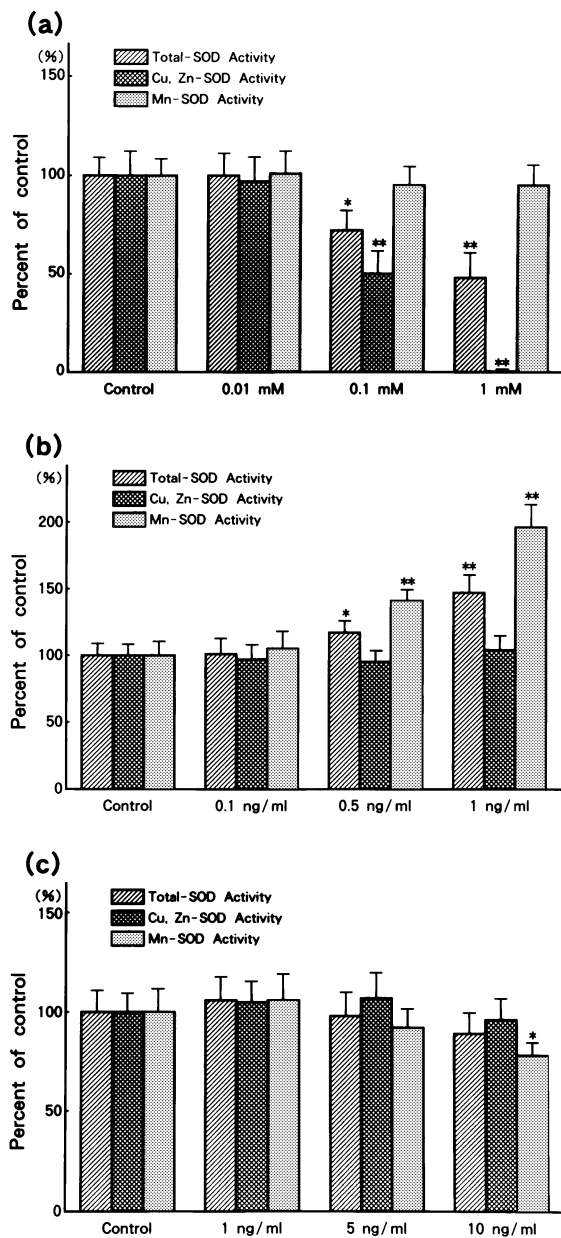 (a)
(%)
150
100
50
0
Percent of control
Total-SOD Activity
Cu, Zn-SOD Activity
Mn-SOD Activity
*
**
**
**
Control 0.01 mM 0.1 mM 1 mM
(b)
(%)
200
150
100
50
0
Percent of control
Total-SOD Activity
Cu, Zn-SOD Activity
Mn-SOD Activity
*
**
**
**
Control 0.1 ng/ml 0.5 ng/ml 1 ng/ml
(c)
(%)
150
100
50
0
Percent of control
Total-SOD Activity
Cu, Zn-SOD Activity
Mn-SOD Activity
*
Control 1 ng/ml 5 ng/ml 10 ng/ml